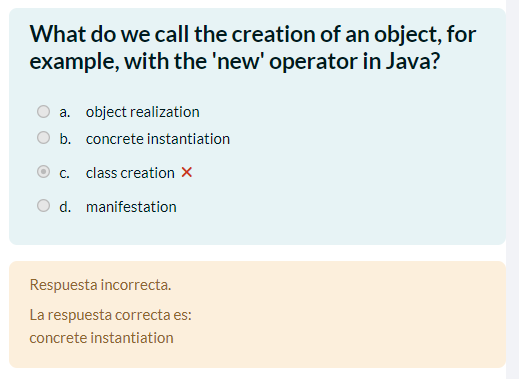 What do we call the creation of an object, for
example, with the 'new' operator in Java?
a. object realization
b. concrete instantiation
c. class creation ✕
d. manifestation
Respuesta incorrecta.
La respuesta correcta es:
concrete instantiation